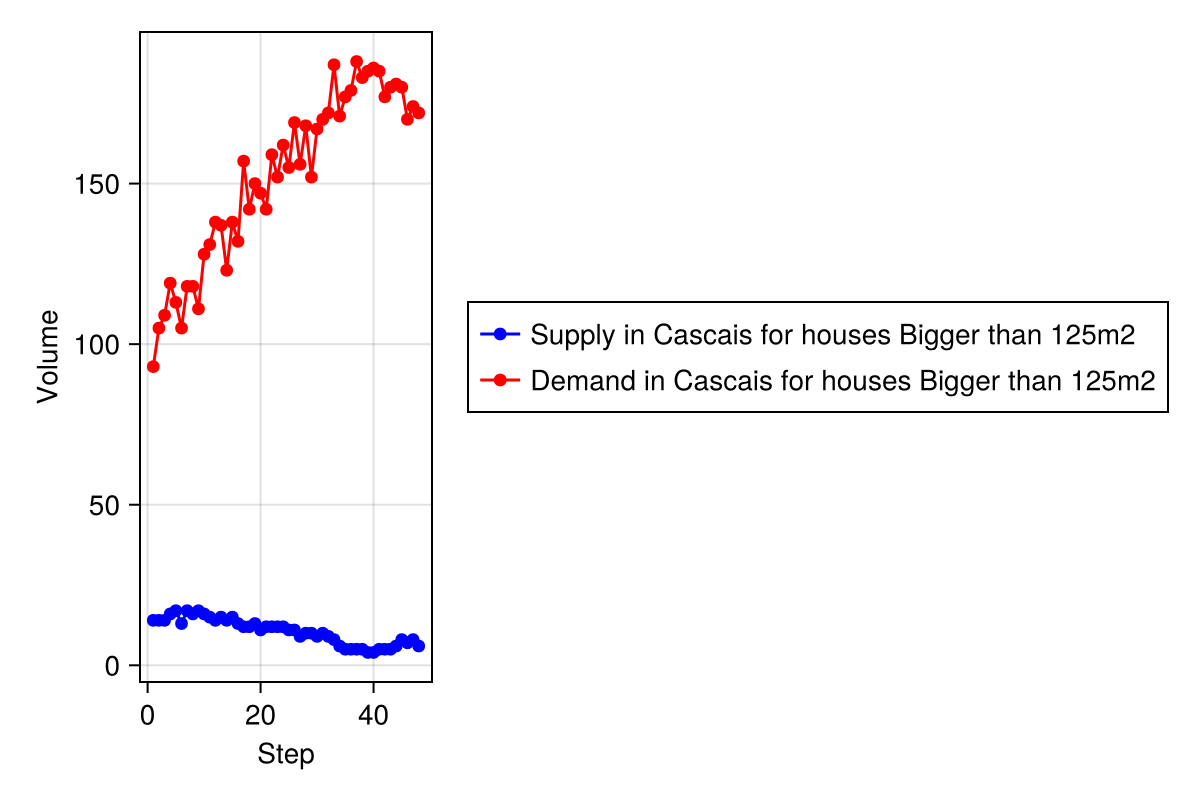 Volume
150
100
50
0
0 20 40
Step
Supply in Cascais for houses Bigger than 125m2
Demand in Cascais for houses Bigger than 125m2